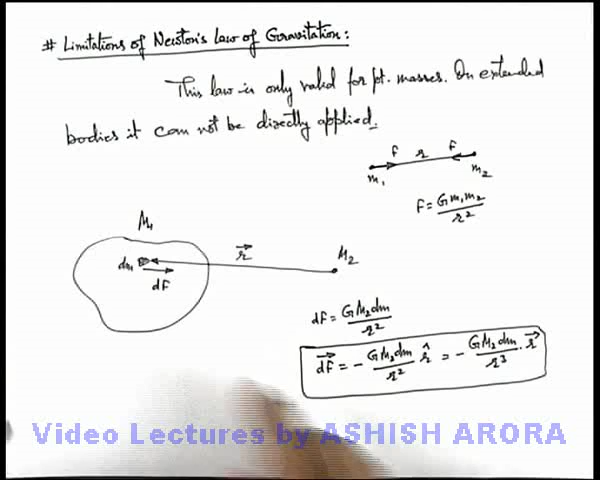 # Limitations of Newton's Law of Gravitation:
This law is only valid for pt. masses. On extended
bodies it can not be directly applied.
F r F
m₁ m₂
F = Gm₁m₂/r²
M₁
dm dF r⃗ M₂
dF = GM₂dm/r²
d⃗F = - GM₂dm/r² r̂ = - GM₂dm/r³ · r⃗
Video Lectures by ASHISH ARORA